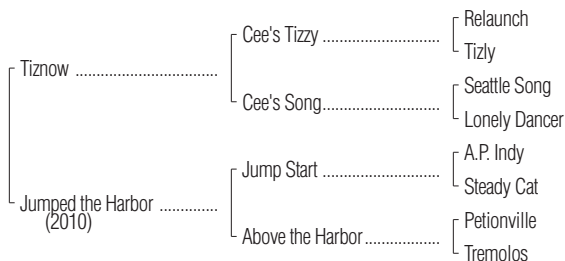 Relaunch
Cee's Tizzy ..............................
Tizly
Tiznow ....................................
Seattle Song
Cee's Song..............................
Lonely Dancer
A.P. Indy
Jump Start ..............................
Steady Cat
Jumped the Harbor ...............
(2010)
Petionville
Above the Harbor...................
Tremolos